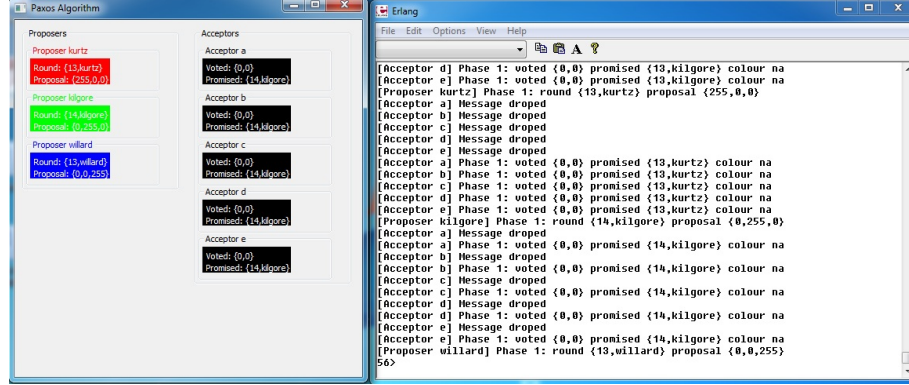 Paxos Algorithm
Proposers
Proposer kurtz
Round: {13,kurtz}
Proposal: {255,0,0}
Proposer kilgore
Round: {14,kilgore}
Proposal: {0,255,0}
Proposer willard
Round: {13,willard}
Proposal: {0,0,255}
Acceptors
Acceptor a
Voted: {0,0}
Promised: {14,kilgore}
Acceptor b
Voted: {0,0}
Promised: {14,kilgore}
Acceptor c
Voted: {0,0}
Promised: {14,kilgore}
Acceptor d
Voted: {0,0}
Promised: {14,kilgore}
Acceptor e
Voted: {0,0}
Promised: {14,kilgore}
Erlang
File Edit Options View Help
[Acceptor d] Phase 1: voted {0,0} promised {13,kilgore} colour na
[Acceptor e] Phase 1: voted {0,0} promised {13,kilgore} colour na
[Proposer kurtz] Phase 1: round {13,kurtz} proposal {255,0,0}
[Acceptor a] Message droped
[Acceptor b] Message droped
[Acceptor c] Message droped
[Acceptor d] Message droped
[Acceptor e] Message droped
[Acceptor a] Phase 1: voted {0,0} promised {13,kurtz} colour na
[Acceptor b] Phase 1: voted {0,0} promised {13,kurtz} colour na
[Acceptor c] Phase 1: voted {0,0} promised {13,kurtz} colour na
[Acceptor d] Phase 1: voted {0,0} promised {13,kurtz} colour na
[Acceptor e] Phase 1: voted {0,0} promised {13,kurtz} colour na
[Proposer kilgore] Phase 1: round {14,kilgore} proposal {0,255,0}
[Acceptor a] Message droped
[Acceptor a] Phase 1: voted {0,0} promised {14,kilgore} colour na
[Acceptor b] Message droped
[Acceptor b] Phase 1: voted {0,0} promised {14,kilgore} colour na
[Acceptor c] Message droped
[Acceptor c] Phase 1: voted {0,0} promised {14,kilgore} colour na
[Acceptor d] Message droped
[Acceptor d] Phase 1: voted {0,0} promised {14,kilgore} colour na
[Acceptor e] Message droped
[Acceptor e] Phase 1: voted {0,0} promised {14,kilgore} colour na
[Proposer willard] Phase 1: round {13,willard} proposal {0,0,255}
56>